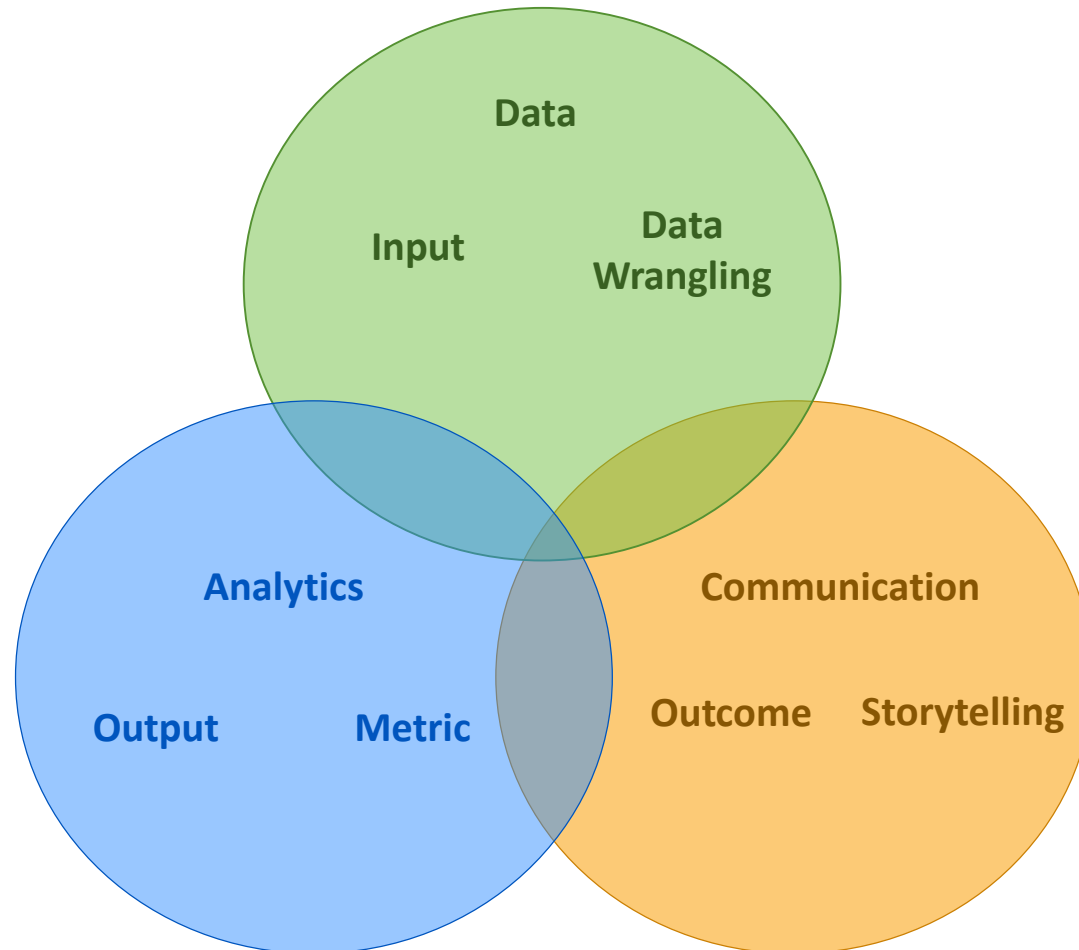 Data
Input
Data
Wrangling
Analytics
Output
Metric
Communication
Outcome
Storytelling